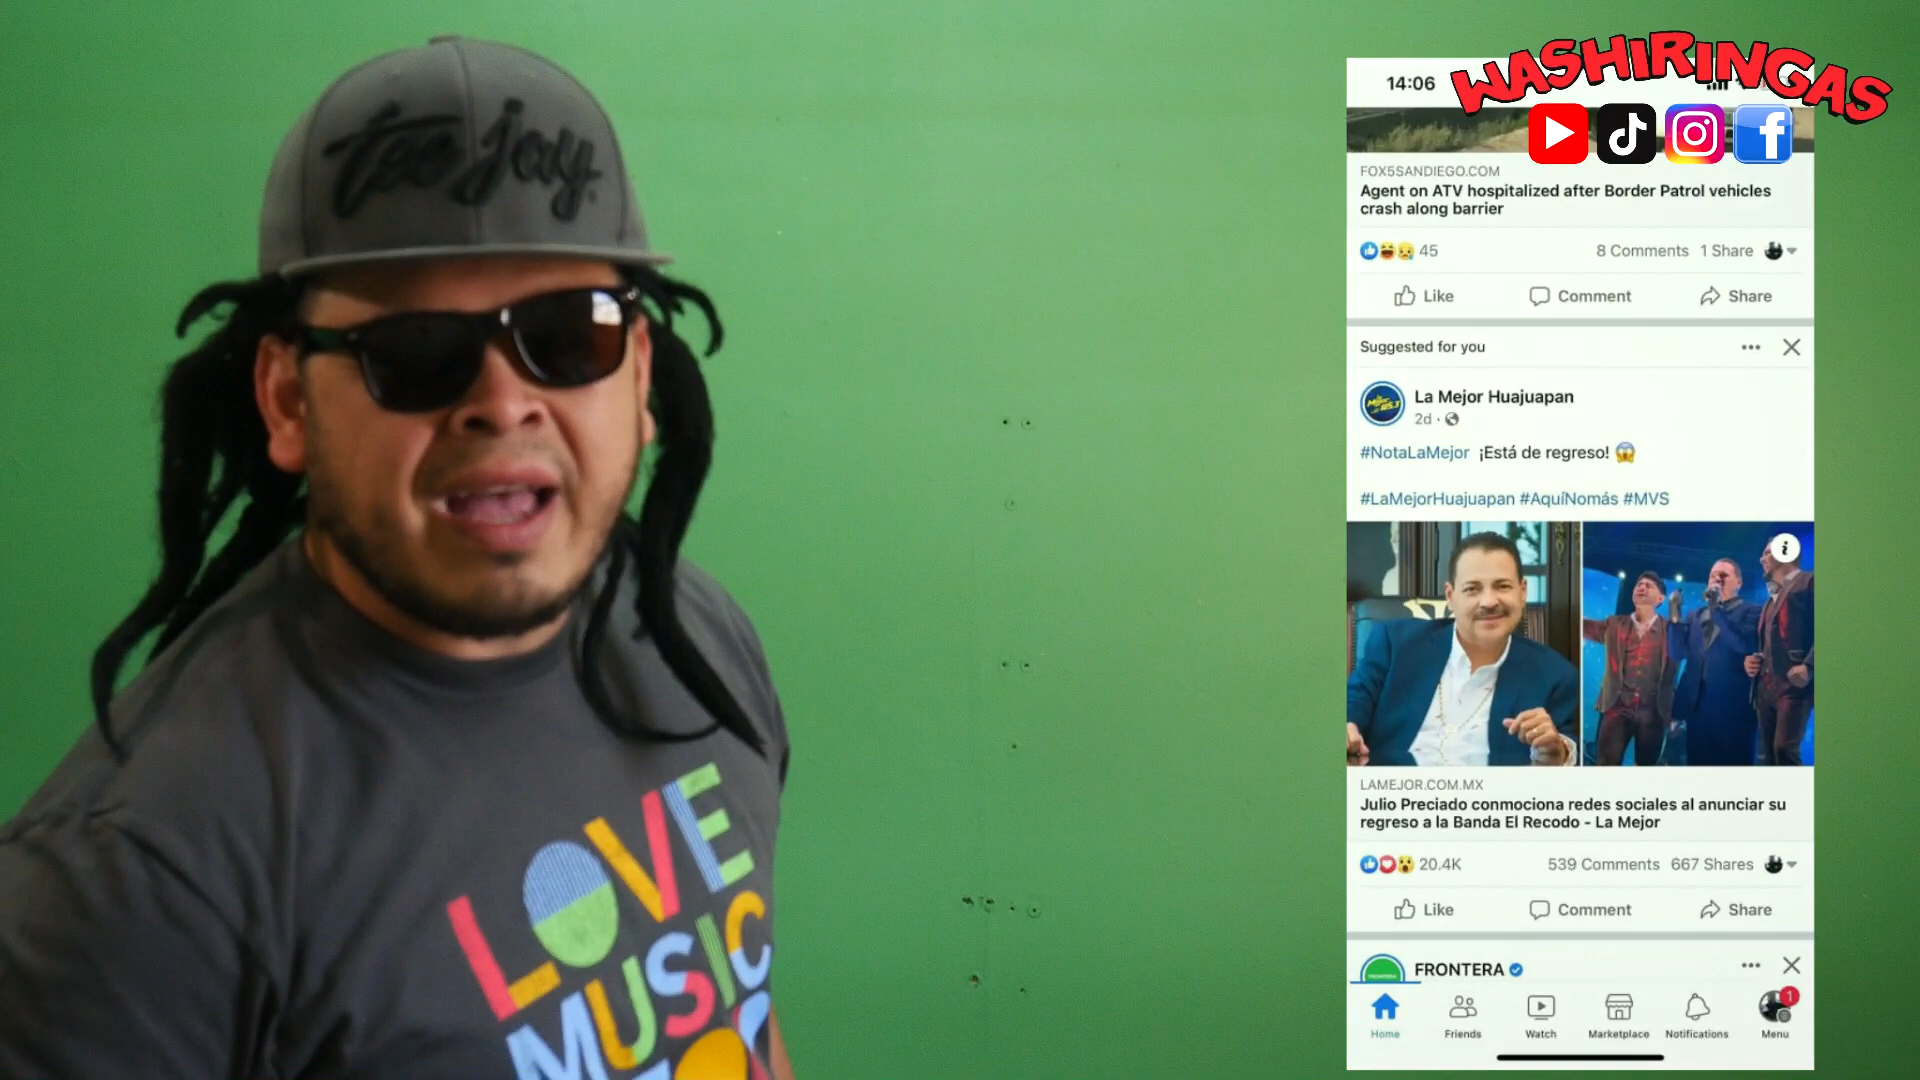 WASHIRINGAS
tee jay.
LOVE
MUSIC
14:06
FOX5SANDIEGO.COM
Agent on ATV hospitalized after Border Patrol vehicles
crash along barrier
45 8 Comments 1 Share
Like Comment Share
Suggested for you
La Mejor Huajuapan
2d
#NotaLaMejor ¡Está de regreso!
#LaMejorHuajuapan #AquíNomás #MVS
LAMEJOR.COM.MX
Julio Preciado conmociona redes sociales al anunciar su
regreso a la Banda El Recodo - La Mejor
20.4K 539 Comments 667 Shares
Like Comment Share
FRONTERA
1
Home Friends Watch Marketplace Notifications Menu